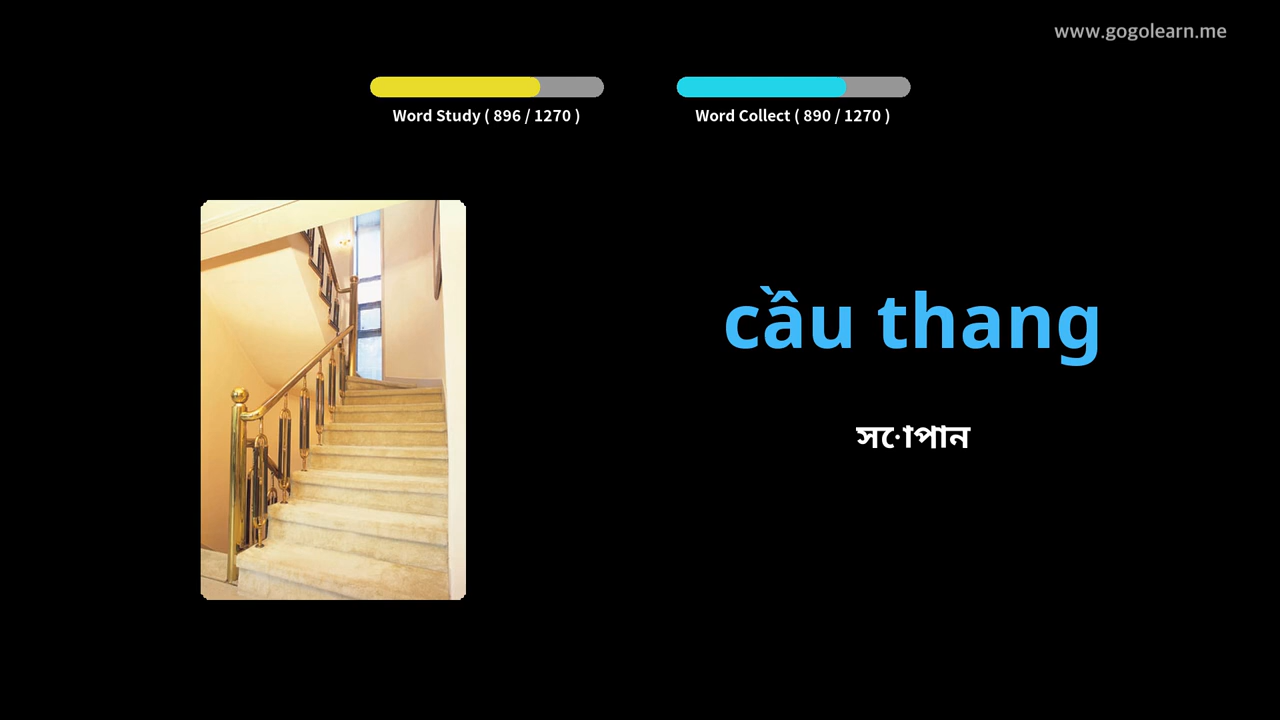 www.gogolearn.me
Word Study ( 896 / 1270 )
Word Collect ( 890 / 1270 )
cầu thang
সোপান